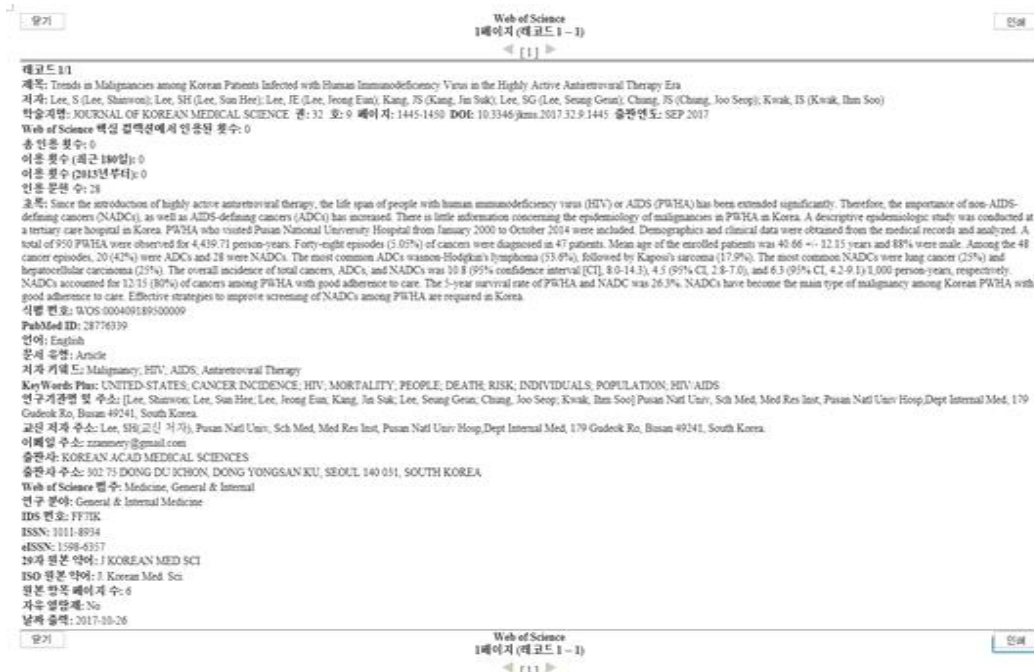 닫기
Web of Science
1페이지 (레코드 1 – 1)
인쇄
◀ [1] ▶
레코드 1/1
제목: Trends in Malignancies among Korean Patients Infected with Human Immunodeficiency Virus in the Highly Active Antiretroviral Therapy Era
저자: Lee, S (Lee, Shinwon); Lee, SH (Lee, Sun Hee); Lee, JE (Lee, Jeong Eun); Kang, JS (Kang, Jin Suk); Lee, SG (Lee, Seung Geun); Chung, JS (Chung, Joo Seop); Kwak, IS (Kwak, Ihm Soo)
학술지명: JOURNAL OF KOREAN MEDICAL SCIENCE 권: 32 호: 9 페이지: 1445-1450 DOI: 10.3346/jkms.2017.32.9.1445 출판연도: SEP 2017
Web of Science 핵심 컬렉션에서 인용된 횟수: 0
총 인용 횟수: 0
이용 횟수 (최근 180일): 0
이용 횟수 (2013년부터): 0
인용 문헌 수: 28
초록: Since the introduction of highly active antiretroviral therapy, the life span of people with human immunodeficiency virus (HIV) or AIDS (PWHA) has been extended significantly. Therefore, the importance of non-AIDS-
defining cancers (NADCs), as well as AIDS-defining cancers (ADCs) has increased. There is little information concerning the epidemiology of malignancies in PWHA in Korea. A descriptive epidemiologic study was conducted at
a tertiary care hospital in Korea. PWHA who visited Pusan National University Hospital from January 2000 to October 2014 were included. Demographics and clinical data were obtained from the medical records and analyzed. A
total of 950 PWHA were observed for 4,439.71 person-years. Forty-eight episodes (5.05%) of cancers were diagnosed in 47 patients. Mean age of the enrolled patients was 40.66 +/- 12.15 years and 88% were male. Among the 48
cancer episodes, 20 (42%) were ADCs and 28 were NADCs. The most common ADCs wasnon-Hodgkin's lymphoma (53.6%), followed by Kaposi's sarcoma (17.9%). The most common NADCs were lung cancer (25%) and
hepatocellular carcinoma (25%). The overall incidence of total cancers, ADCs, and NADCs was 10.8 (95% confidence interval [CI], 8.0-14.3), 4.5 (95% CI, 2.8-7.0), and 6.3 (95% CI, 4.2-9.1)/1,000 person-years, respectively.
NADCs accounted for 12/15 (80%) of cancers among PWHA with good adherence to care. The 5-year survival rate of PWHA and NADC was 26.3%. NADCs have become the main type of malignancy among Korean PWHA with
good adherence to care. Effective strategies to improve screening of NADCs among PWHA are required in Korea.
식별 번호: WOS:000409189500009
PubMed ID: 28776339
언어: English
문서 유형: Article
저자 키워드: Malignancy; HIV; AIDS; Antiretroviral Therapy
KeyWords Plus: UNITED-STATES; CANCER INCIDENCE; HIV; MORTALITY; PEOPLE; DEATH; RISK; INDIVIDUALS; POPULATION; HIV/AIDS
연구기관명 및 주소: [Lee, Shinwon; Lee, Sun Hee; Lee, Jeong Eun; Kang, Jin Suk; Lee, Seung Geun; Chung, Joo Seop; Kwak, Ihm Soo] Pusan Natl Univ, Sch Med, Med Res Inst, Pusan Natl Univ Hosp,Dept Internal Med, 179
Gudeok Ro, Busan 49241, South Korea.
교신 저자 주소: Lee, SH(교신 저자), Pusan Natl Univ, Sch Med, Med Res Inst, Pusan Natl Univ Hosp,Dept Internal Med, 179 Gudeok Ro, Busan 49241, South Korea.
이메일 주소: @gmail.com
출판사: KOREAN ACAD MEDICAL SCIENCES
출판사 주소: 302 75 DONG DU ICHON, DONG YONGSAN KU, SEOUL 140 031, SOUTH KOREA
Web of Science 범주: Medicine, General & Internal
연구 분야: General & Internal Medicine
IDS 번호: FF7IK
ISSN: 1011-8934
eISSN: 1598-6357
29자 원본 약어: J KOREAN MED SCI
ISO 원본 약어: J. Korean Med. Sci.
원본 항목 페이지 수: 6
자유 열람제: No
날짜 출력: 2017-10-26
닫기
Web of Science
1페이지 (레코드 1 – 1)
인쇄
◀ [1] ▶